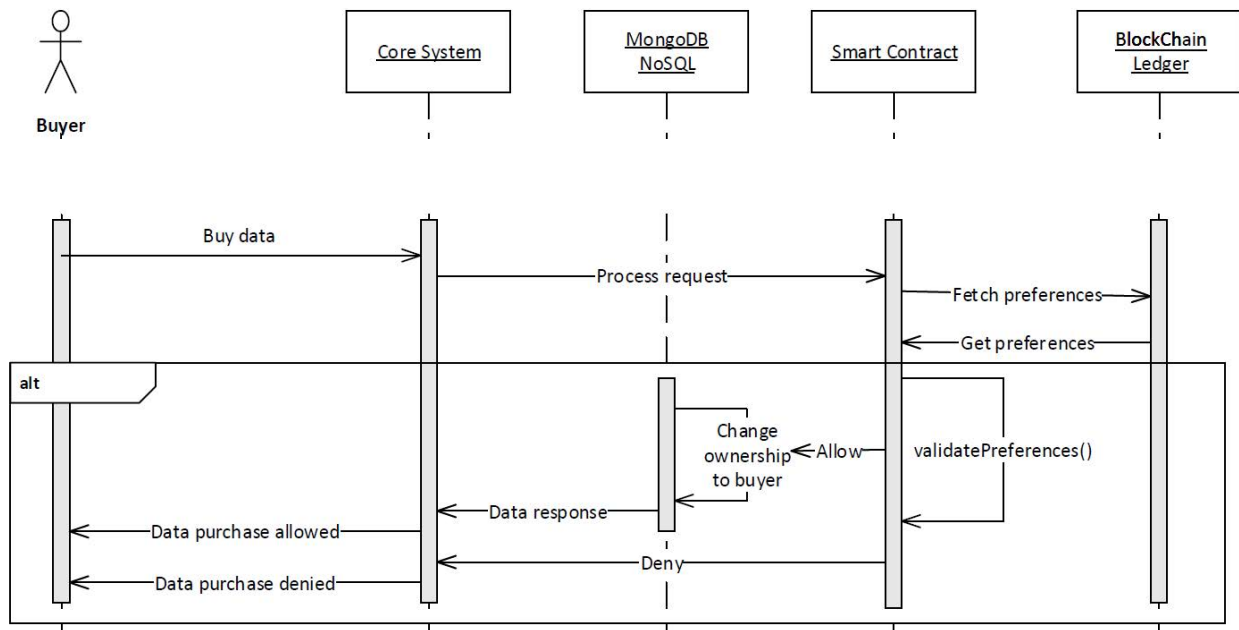 Buyer
Core System
MongoDB
NoSQL
Smart Contract
BlockChain
Ledger
Buy data
Process request
Fetch preferences
Get preferences
alt
Change
ownership
to buyer
Allow
validatePreferences()
Data response
Data purchase allowed
Deny
Data purchase denied